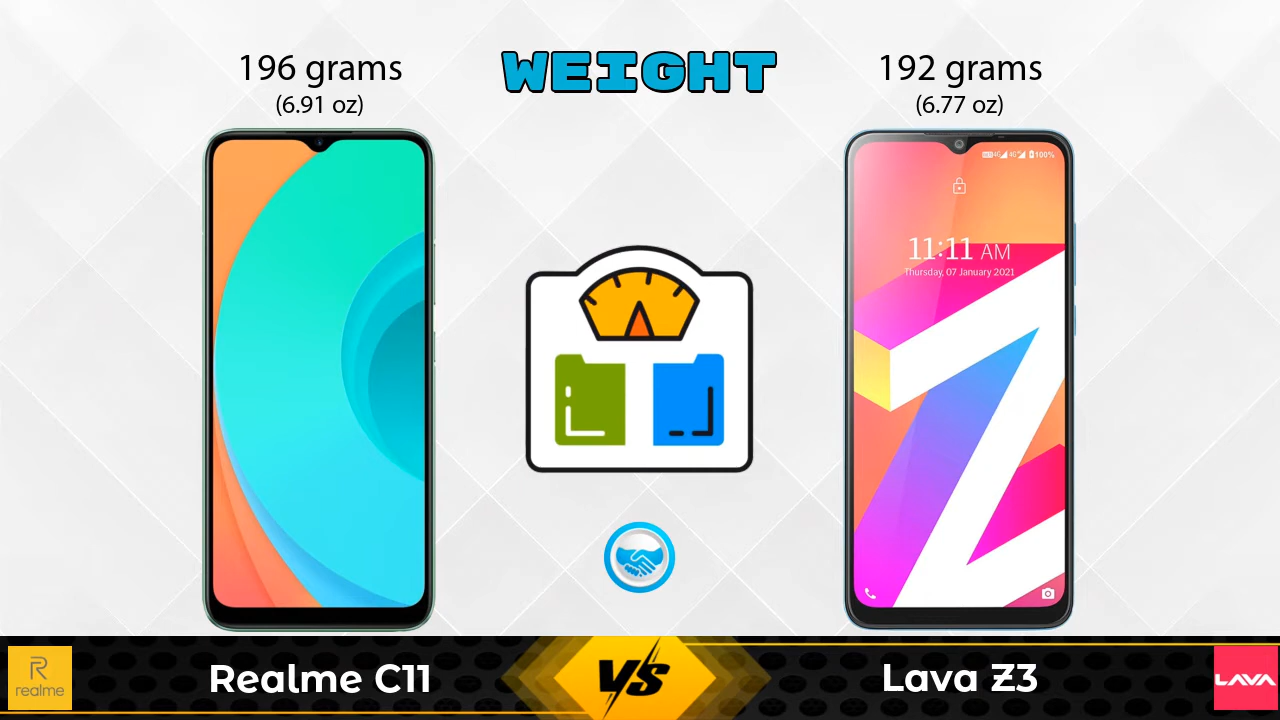 WEIGHT
196 grams
(6.91 oz)
192 grams
(6.77 oz)
100%
11:11 AM
Thursday, 07 January 2021
R
realme
Realme C11
VS
Lava Z3
LAVA